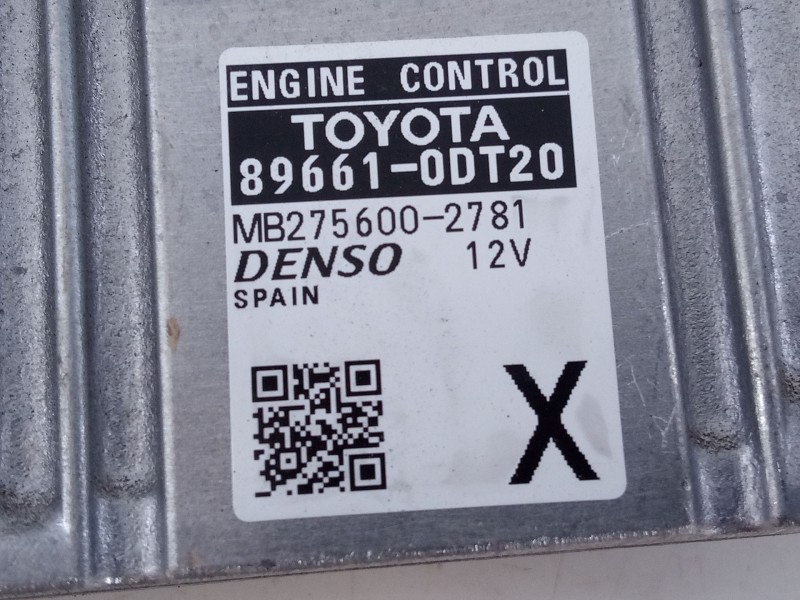 ENGINE CONTROL
TOYOTA
89661-0DT20
MB275600-2781
DENSO 12V
SPAIN
X